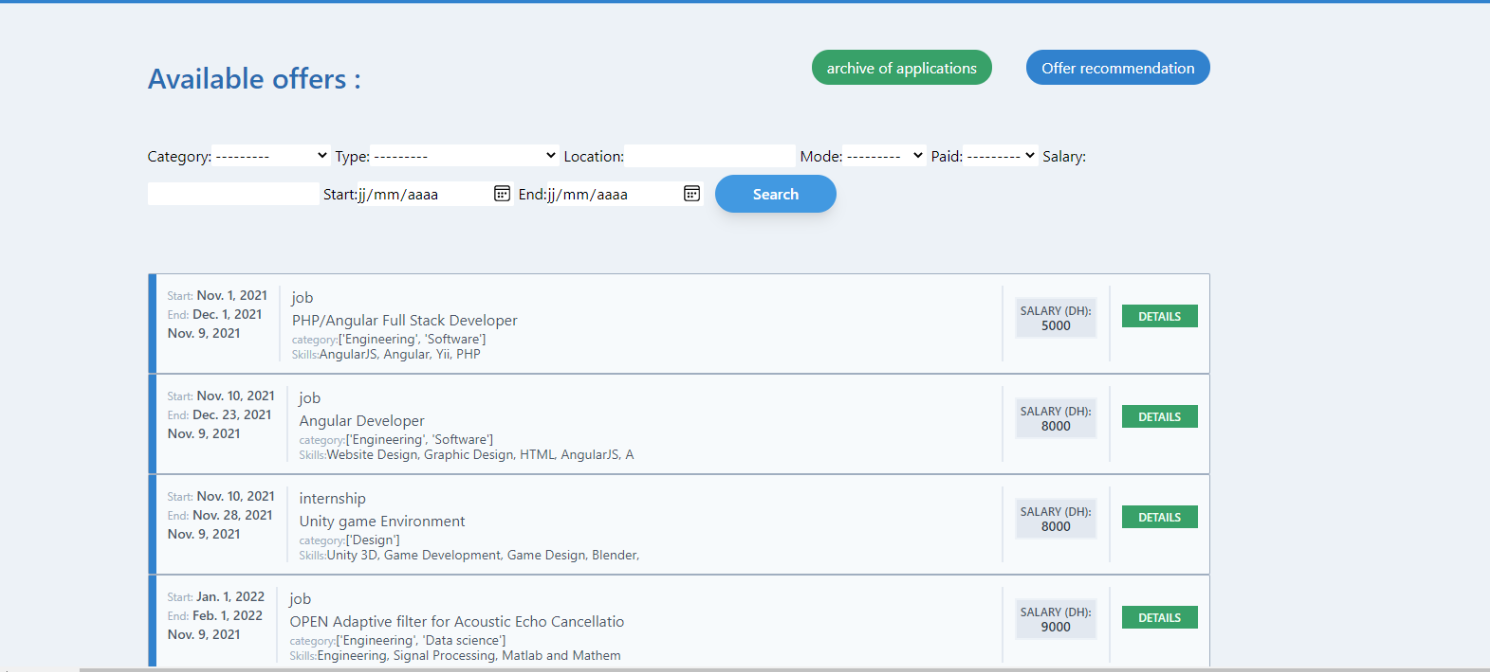 Available offers :
archive of applications
Offer recommendation
Category: --------- Type: --------- Location: Mode: --------- Paid: --------- Salary:
Start:jj/mm/aaaa End:jj/mm/aaaa Search
Start: Nov. 1, 2021
End: Dec. 1, 2021
Nov. 9, 2021
job
PHP/Angular Full Stack Developer
category:['Engineering', 'Software']
Skills:AngularJS, Angular, Yii, PHP
SALARY (DH):
5000
DETAILS
Start: Nov. 10, 2021
End: Dec. 23, 2021
Nov. 9, 2021
job
Angular Developer
category:['Engineering', 'Software']
Skills:Website Design, Graphic Design, HTML, AngularJS, A
SALARY (DH):
8000
DETAILS
Start: Nov. 10, 2021
End: Nov. 28, 2021
Nov. 9, 2021
internship
Unity game Environment
category:['Design']
Skills:Unity 3D, Game Development, Game Design, Blender,
SALARY (DH):
8000
DETAILS
Start: Jan. 1, 2022
End: Feb. 1, 2022
Nov. 9, 2021
job
OPEN Adaptive filter for Acoustic Echo Cancellatio
category:['Engineering', 'Data science']
Skills:Engineering, Signal Processing, Matlab and Mathem
SALARY (DH):
9000
DETAILS